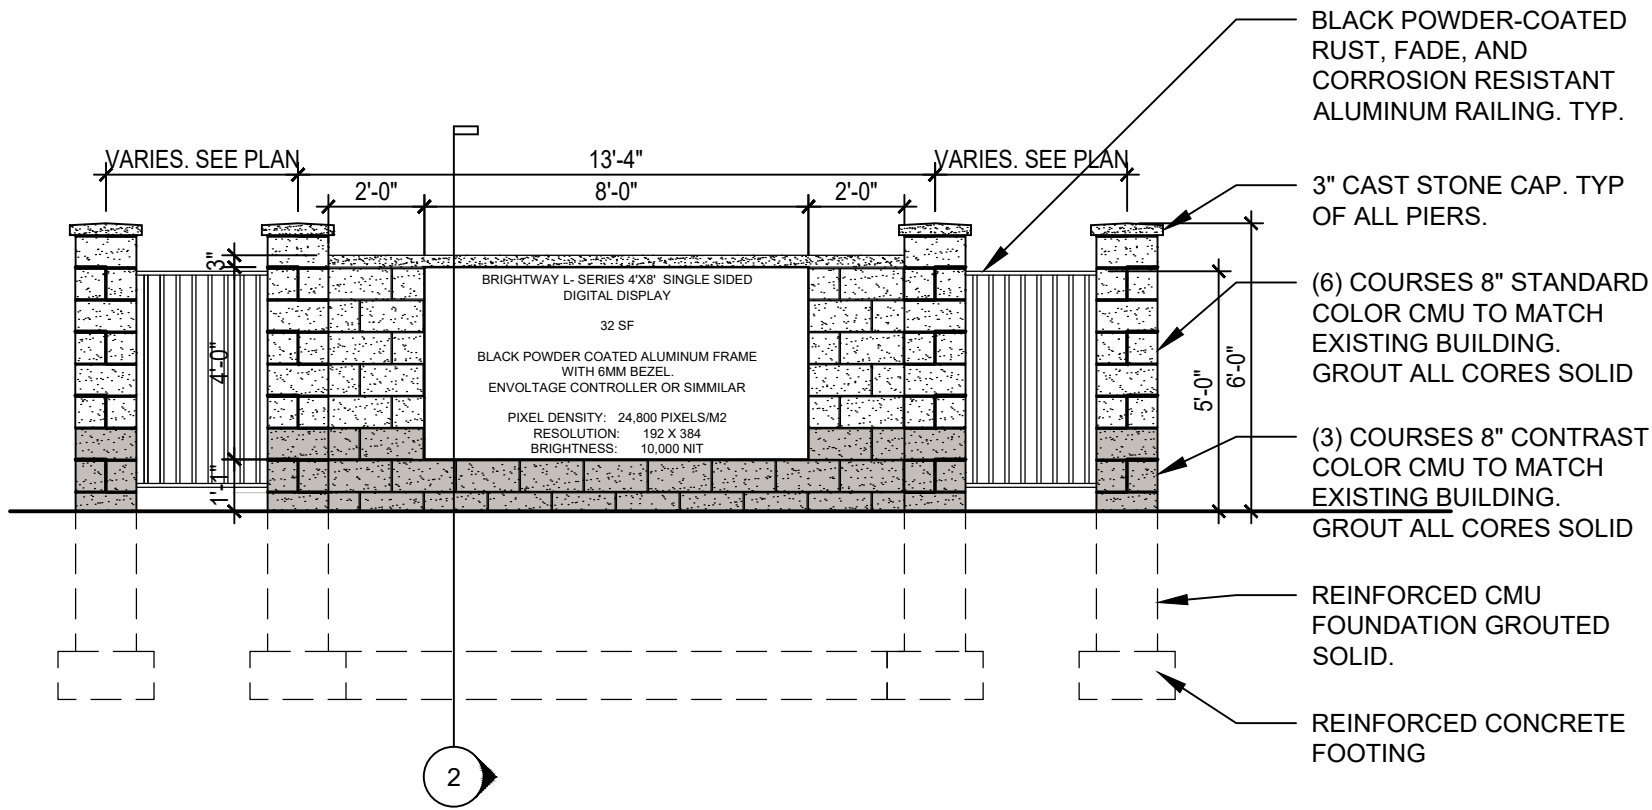 BLACK POWDER-COATED
RUST, FADE, AND
CORROSION RESISTANT
ALUMINUM RAILING. TYP.
VARIES. SEE PLAN
13'-4"
VARIES. SEE PLAN
2'-0"
8'-0"
2'-0"
3" CAST STONE CAP. TYP
OF ALL PIERS.
3"
4'-0"
1'-1"
BRIGHTWAY L- SERIES 4'X8' SINGLE SIDED
DIGITAL DISPLAY
32 SF
BLACK POWDER COATED ALUMINUM FRAME
WITH 6MM BEZEL.
ENVOLTAGE CONTROLLER OR SIMMILAR
PIXEL DENSITY: 24,800 PIXELS/M2
RESOLUTION: 192 X 384
BRIGHTNESS: 10,000 NIT
5'-0"
6'-0"
(6) COURSES 8" STANDARD
COLOR CMU TO MATCH
EXISTING BUILDING.
GROUT ALL CORES SOLID
(3) COURSES 8" CONTRAST
COLOR CMU TO MATCH
EXISTING BUILDING.
GROUT ALL CORES SOLID
REINFORCED CMU
FOUNDATION GROUTED
SOLID.
REINFORCED CONCRETE
FOOTING
2